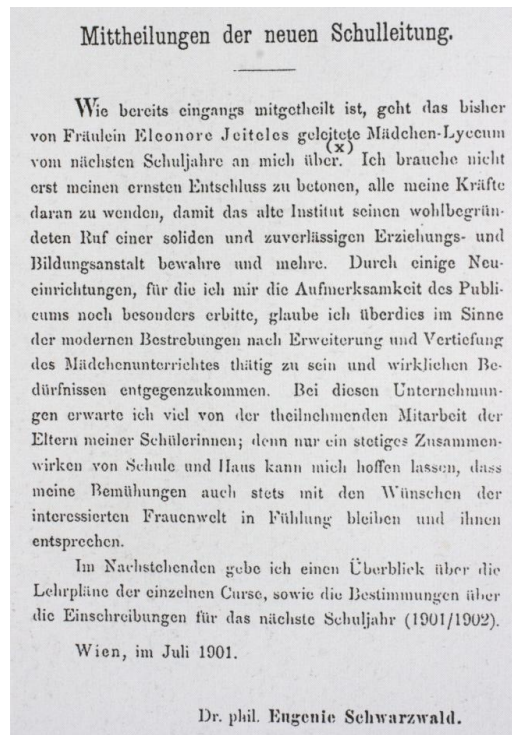 Mittheilungen der neuen Schulleitung.
Wie bereits eingangs mitgetheilt ist, geht das bisher
von Fräulein Eleonore Jeiteles geleitete Mädchen-Lyceum
(x)
vom nächsten Schuljahre an mich über. Ich brauche nicht
erst meinen ernsten Entschluss zu betonen, alle meine Kräfte
daran zu wenden, damit das alte Institut seinen wohlbegrün-
deten Ruf einer soliden und zuverlässigen Erziehungs- und
Bildungsanstalt bewahre und mehre. Durch einige Neu-
einrichtungen, für die ich mir die Aufmerksamkeit des Publi-
cums noch besonders erbitte, glaube ich überdies im Sinne
der modernen Bestrebungen nach Erweiterung und Vertiefung
des Mädchenunterrichtes thätig zu sein und wirklichen Be-
dürfnissen entgegenzukommen. Bei diesen Unternehmun-
gen erwarte ich viel von der theilnehmenden Mitarbeit der
Eltern meiner Schülerinnen; denn nur ein stetiges Zusammen-
wirken von Schule und Haus kann mich hoffen lassen, dass
meine Bemühungen auch stets mit den Wünschen der
interessierten Frauenwelt in Fühlung bleiben und ihnen
entsprechen.
Im Nachstehenden gebe ich einen Überblick über die
Lehrpläne der einzelnen Curse, sowie die Bestimmungen über
die Einschreibungen für das nächste Schuljahr (1901/1902).
Wien, im Juli 1901.
Dr. phil. Eugenie Schwarzwald.